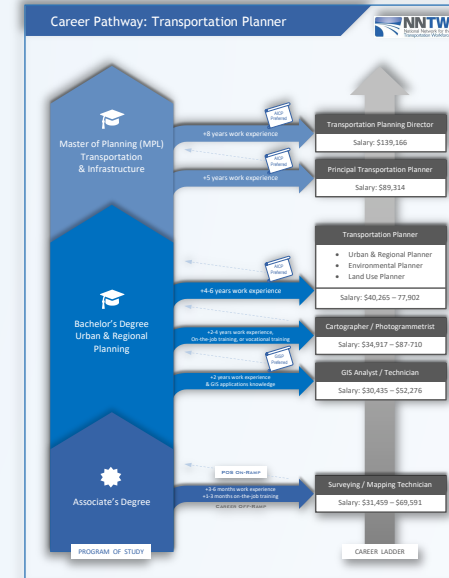 Career Pathway: Transportation Planner
NNTW
National Network for the
Transportation Workforce
Master of Planning (MPL)
Transportation
& Infrastructure
AICP
Preferred
+8 years work experience
AICP
Preferred
+5 years work experience
Transportation Planning Director
Salary: $139,166
Principal Transportation Planner
Salary: $89,314
Bachelor's Degree
Urban & Regional
Planning
AICP
Preferred
+4-6 years work experience
+2-4 years work experience,
On-the-job training, or vocational training
GISP
Preferred
+2 years work experience
& GIS applications knowledge
Transportation Planner
• Urban & Regional Planner
• Environmental Planner
• Land Use Planner
Salary: $40,265 – 77,902
Cartographer / Photogrammetrist
Salary: $34,917 – $87-710
GIS Analyst / Technician
Salary: $30,435 – $52,276
Associate's Degree
POS On-Ramp
+3-6 months work experience
+1-3 months on-the-job training
Career Off-Ramp
Surveying / Mapping Technician
Salary: $31,459 – $69,591
PROGRAM OF STUDY
CAREER LADDER